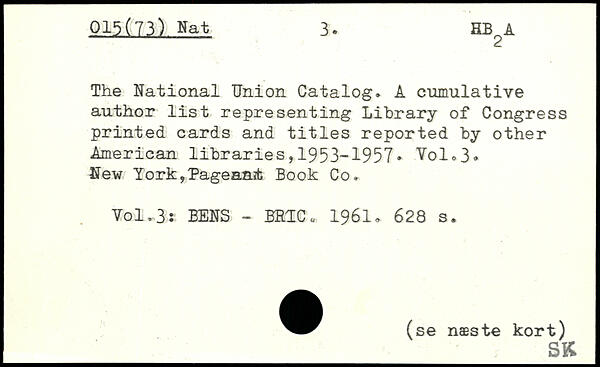 015(73) Nat 3. HB2A
The National Union Catalog. A cumulative
author list representing Library of Congress
printed cards and titles reported by other
American libraries,1953-1957. Vol.3.
New York,Pageant Book Co.
Vol.3: BENS - BRIC. 1961. 628 s.
(se næste kort)
SK